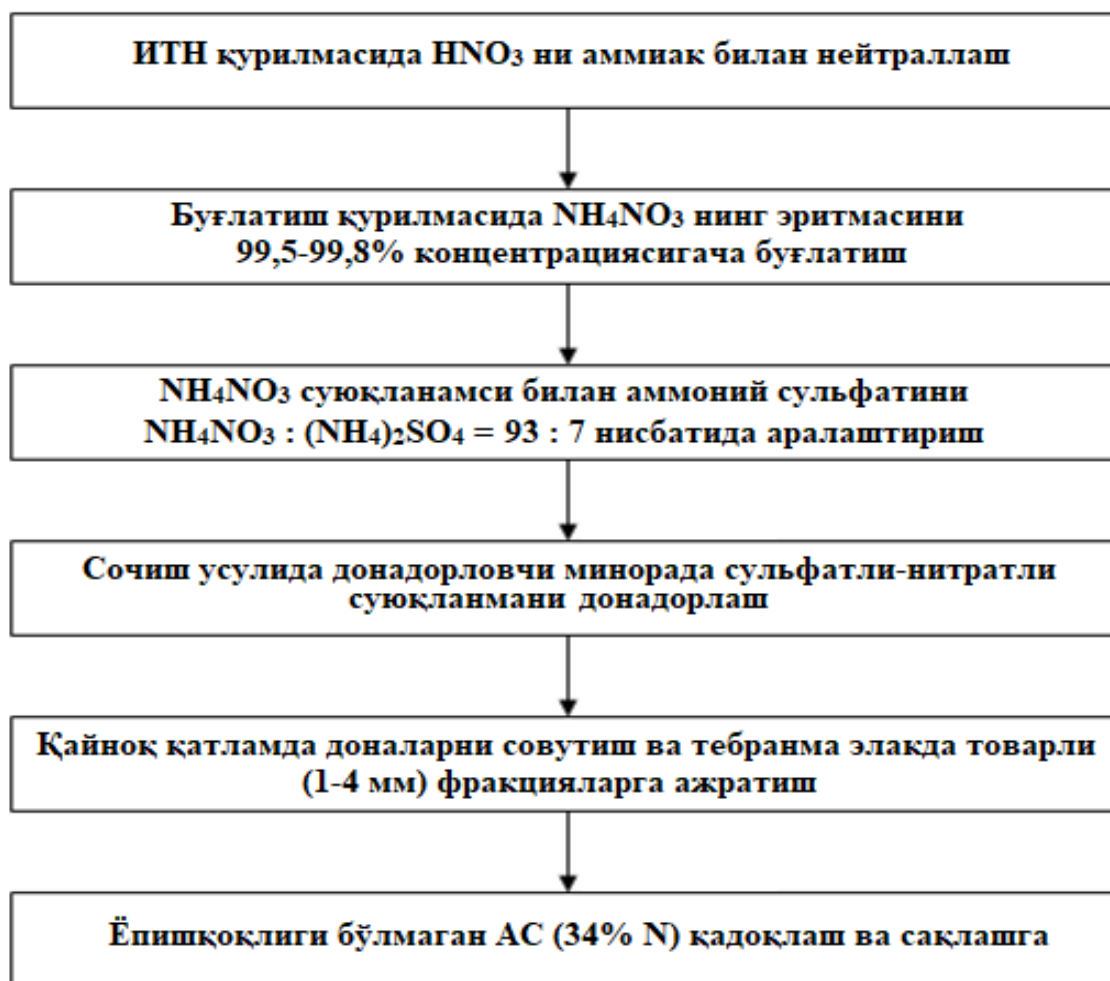 ИТН қурилмасида HNO₃ ни аммиак билан нейтраллаш
Буғлатиш қурилмасида NH₄NO₃ нинг эритмасини
99,5-99,8% концентрациясигача буғлатиш
NH₄NO₃ суюқланамси билан аммоний сульфатини
NH₄NO₃ : (NH₄)₂SO₄ = 93 : 7 нисбатида аралаштириш
Сочиш усулида донадорловчи минорада сульфатли-нитратли
суюқланмани донадорлаш
Қайноқ қатламда доналарни совутиш ва тебранма элакда товарли
(1-4 мм) фракцияларга ажратиш
Ёпишқоқлиги бўлмаган АС (34% N) қадоқлаш ва сақлашга